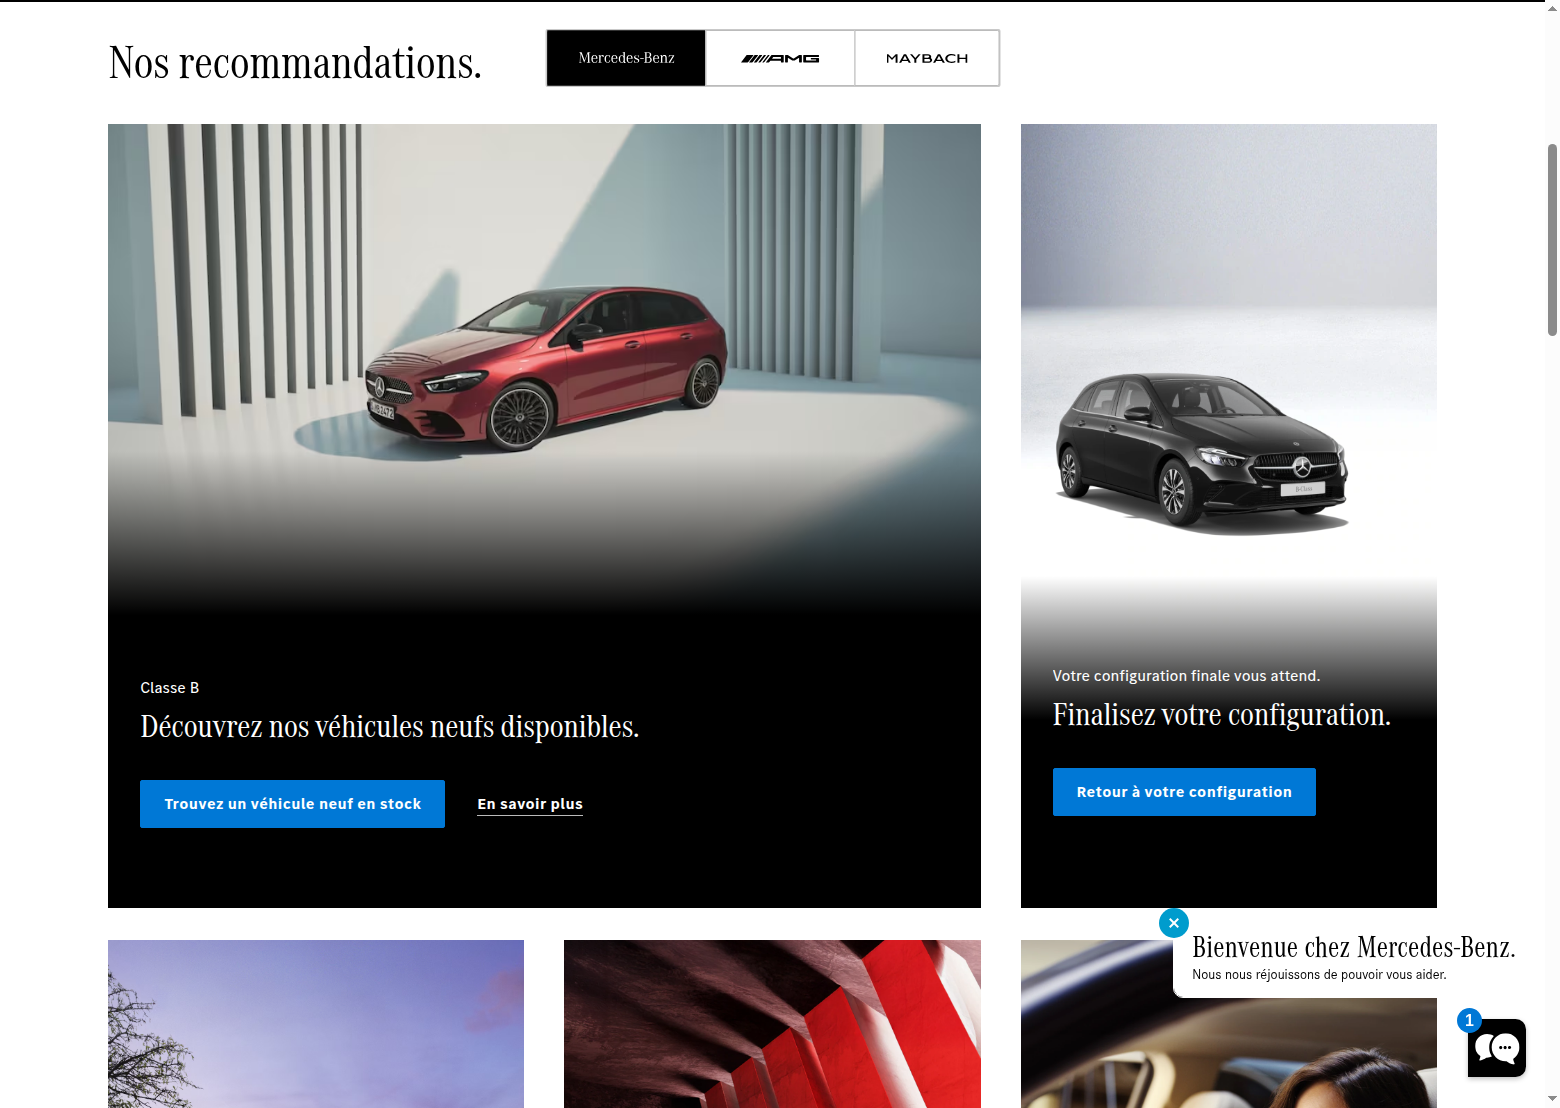 Nos recommandations.
Mercedes-Benz
AMG
MAYBACH
Classe B
Découvrez nos véhicules neufs disponibles.
Trouvez un véhicule neuf en stock
En savoir plus
Votre configuration finale vous attend.
Finalisez votre configuration.
Retour à votre configuration
Bienvenue chez Mercedes-Benz.
Nous nous réjouissons de pouvoir vous aider.
1